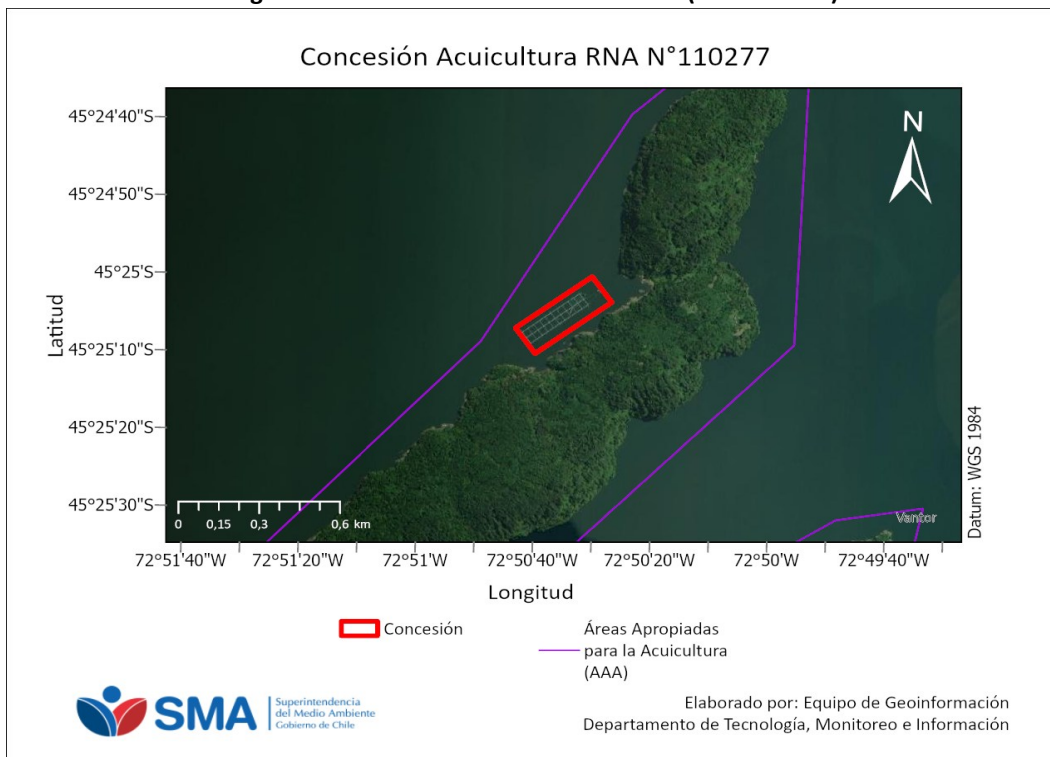 Concesión Acuicultura RNA N°110277
45°24'40"S
45°24'50"S
45°25'S
45°25'10"S
45°25'20"S
45°25'30"S
Latitud
N
0 0,15 0,3 0,6 km
Vantor
Datum: WGS 1984
72°51'40"W 72°51'20"W 72°51'W 72°50'40"W 72°50'20"W 72°50'W 72°49'40"W
Longitud
Concesión
Áreas Apropiadas
para la Acuicultura
(AAA)
SMA
Superintendencia
del Medio Ambiente
Gobierno de Chile
Elaborado por: Equipo de Geoinformación
Departamento de Tecnología, Monitoreo e Información